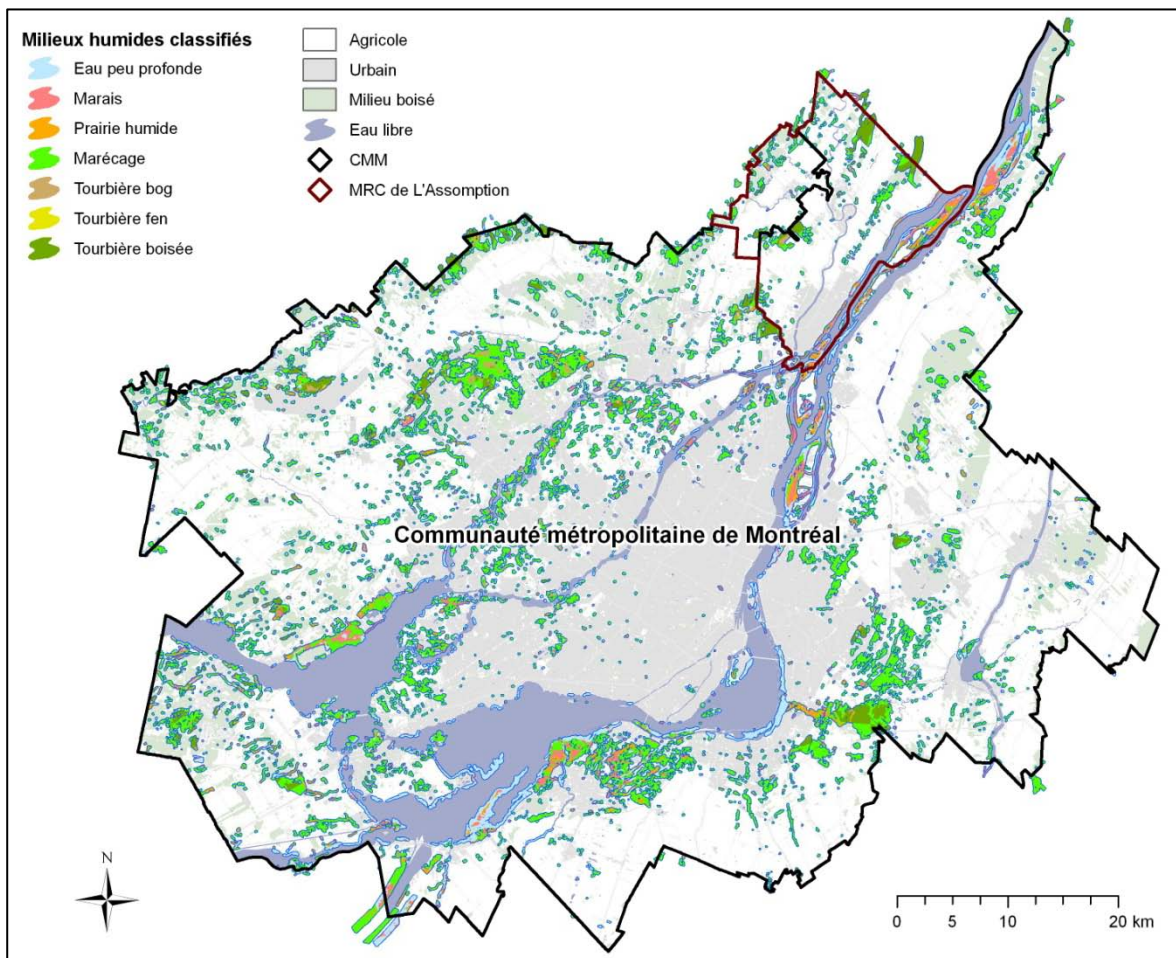 Milieux humides classifiés
Eau peu profonde
Marais
Prairie humide
Marécage
Tourbière bog
Tourbière fen
Tourbière boisée
Agricole
Urbain
Milieu boisé
Eau libre
CMM
MRC de L'Assomption
Communauté métropolitaine de Montréal
N
0 5 10 20 km